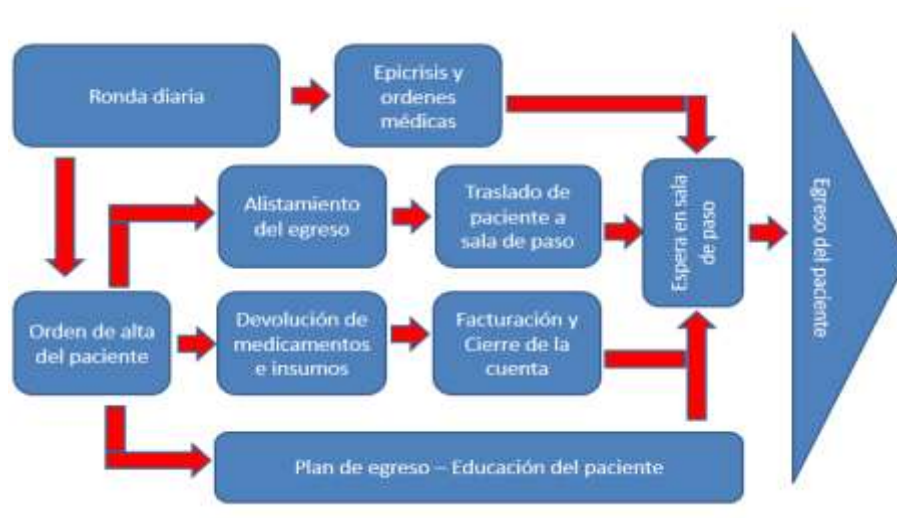 Ronda diaria
Epicrisis y
ordenes
médicas
Alistamiento
del egreso
Traslado de
paciente a
sala de paso
Espera en sala
de paso
Egreso del paciente
Orden de alta
del paciente
Devolución de
medicamentos
e insumos
Facturación y
Cierre de la
cuenta
Plan de egreso – Educación del paciente